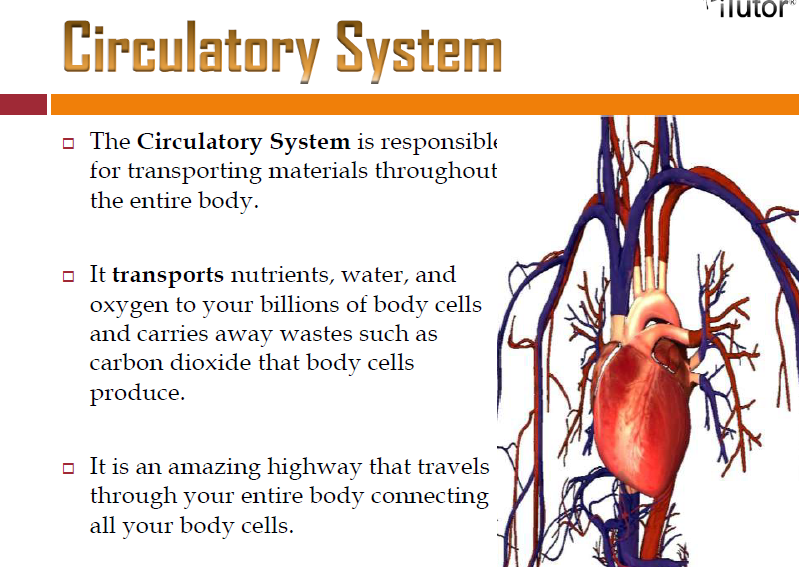 iTutor
Circulatory System
The Circulatory System is responsible
for transporting materials throughout
the entire body.
It transports nutrients, water, and
oxygen to your billions of body cells
and carries away wastes such as
carbon dioxide that body cells
produce.
It is an amazing highway that travels
through your entire body connecting
all your body cells.